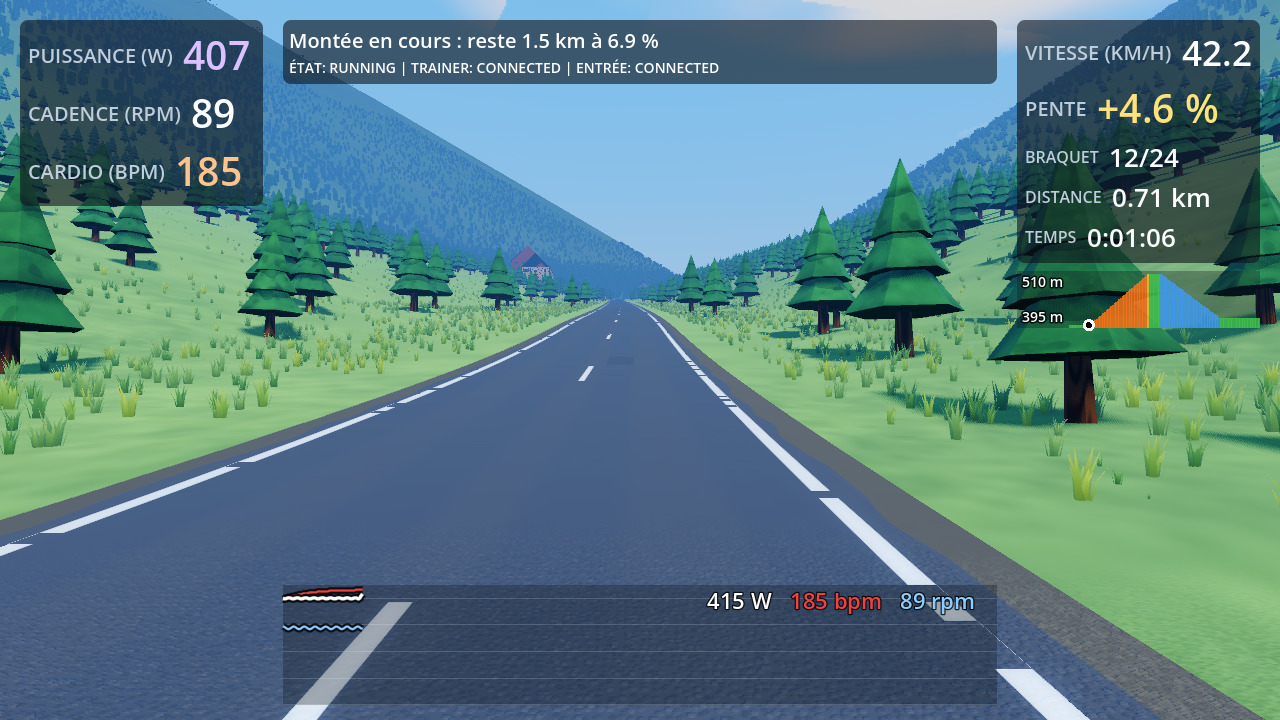 PUISSANCE (W) 407
CADENCE (RPM) 89
CARDIO (BPM) 185
Montée en cours : reste 1.5 km à 6.9 %
ÉTAT: RUNNING | TRAINER: CONNECTED | ENTRÉE: CONNECTED
VITESSE (KM/H) 42.2
PENTE +4.6 %
BRAQUET 12/24
DISTANCE 0.71 km
TEMPS 0:01:06
510 m
395 m
415 W 185 bpm 89 rpm